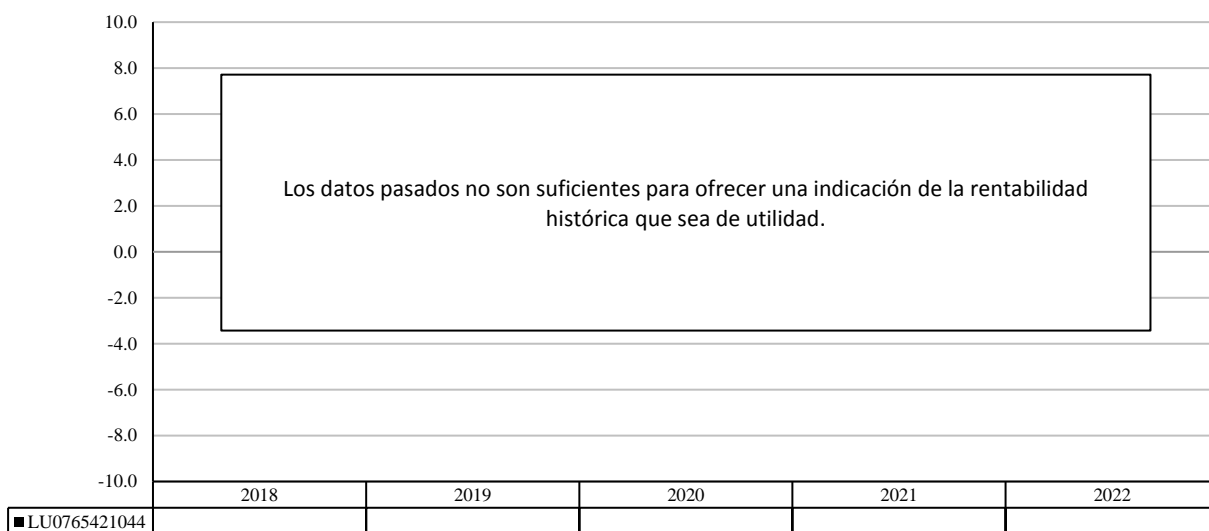 10.0
8.0
6.0
4.0
2.0
0.0
-2.0
-4.0
-6.0
-8.0
-10.0
Los datos pasados no son suficientes para ofrecer una indicación de la rentabilidad
histórica que sea de utilidad.
2018 2019 2020 2021 2022
LU0765421044